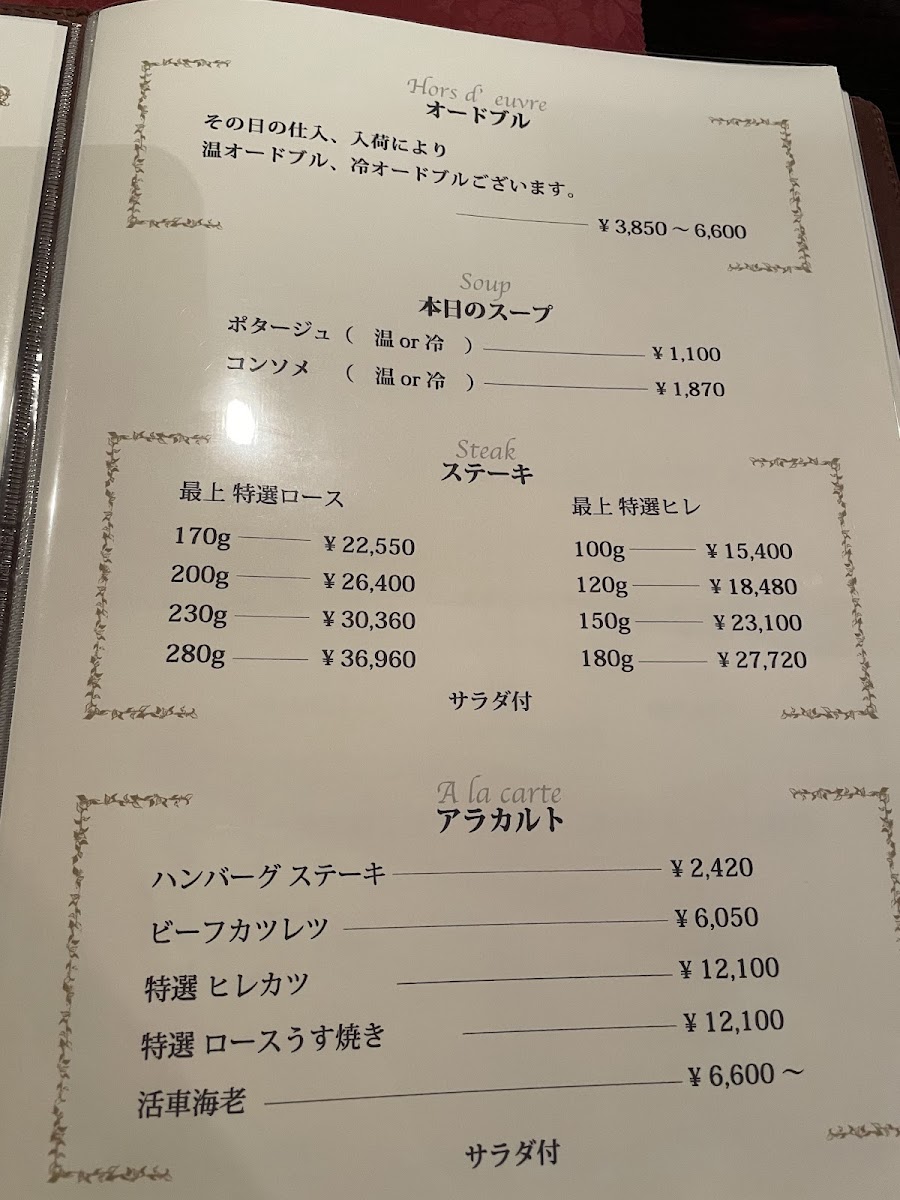 Hors d' euvre
オードブル
その日の仕入、入荷により
温オードブル、冷オードブルございます。
¥3,850～6,600
Soup
本日のスープ
ポタージュ（ 温 or 冷 ） ¥1,100
コンソメ （ 温 or 冷 ） ¥1,870
Steak
ステーキ
最上 特選ロース
170g ¥22,550
200g ¥26,400
230g ¥30,360
280g ¥36,960
最上 特選ヒレ
100g ¥15,400
120g ¥18,480
150g ¥23,100
180g ¥27,720
サラダ付
A la carte
アラカルト
ハンバーグ ステーキ ¥2,420
ビーフカツレツ ¥6,050
特選 ヒレカツ ¥12,100
特選 ロースうす焼き ¥12,100
活車海老 ¥6,600～
サラダ付